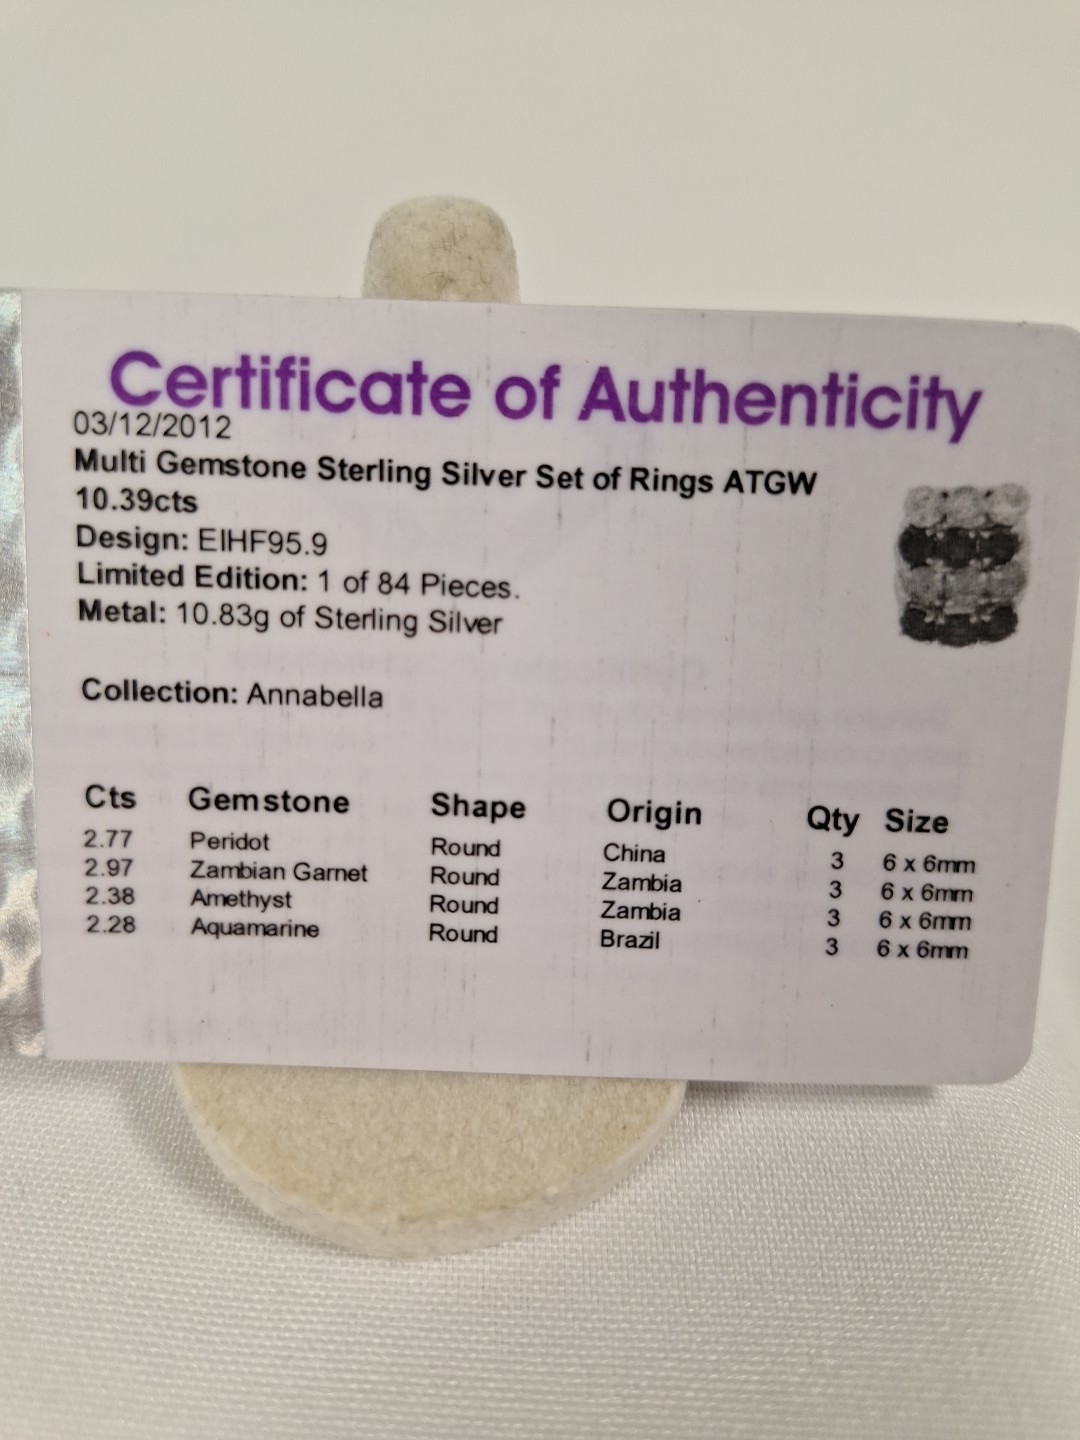 Certificate of Authenticity
03/12/2012
Multi Gemstone Sterling Silver Set of Rings ATGW
10.39cts
Design: EIHF95.9
Limited Edition: 1 of 84 Pieces.
Metal: 10.83g of Sterling Silver
Collection: Annabella
Cts Gemstone Shape Origin Qty Size
2.77 Peridot Round China 3 6 x 6mm
2.97 Zambian Garnet Round Zambia 3 6 x 6mm
2.38 Amethyst Round Zambia 3 6 x 6mm
2.28 Aquamarine Round Brazil 3 6 x 6mm